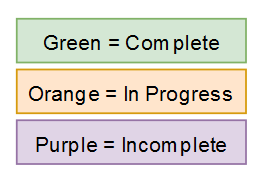 Green = Complete
Orange = In Progress
Purple = Incomplete